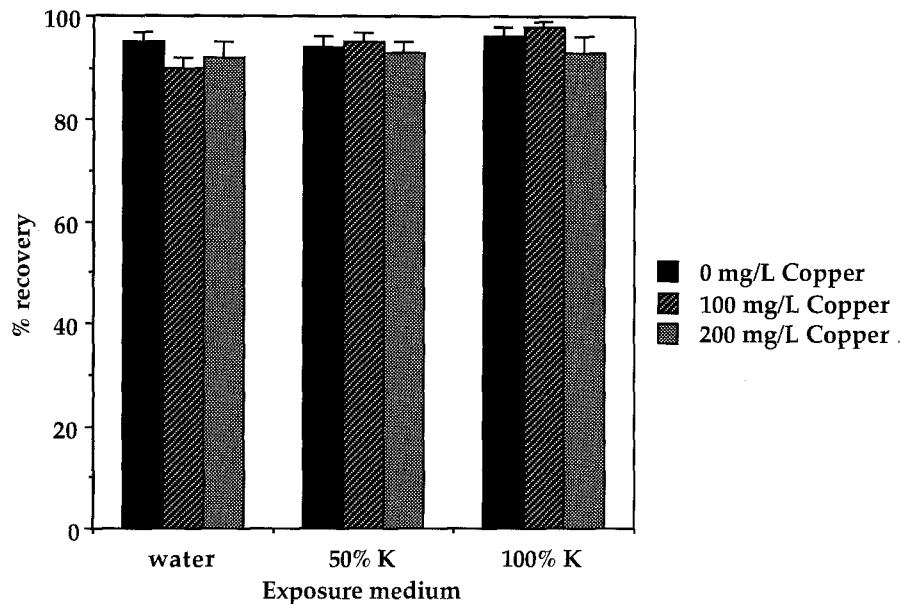 100
80
60
40
20
0
% recovery
water 50% K 100% K
Exposure medium
0 mg/L Copper
100 mg/L Copper
200 mg/L Copper